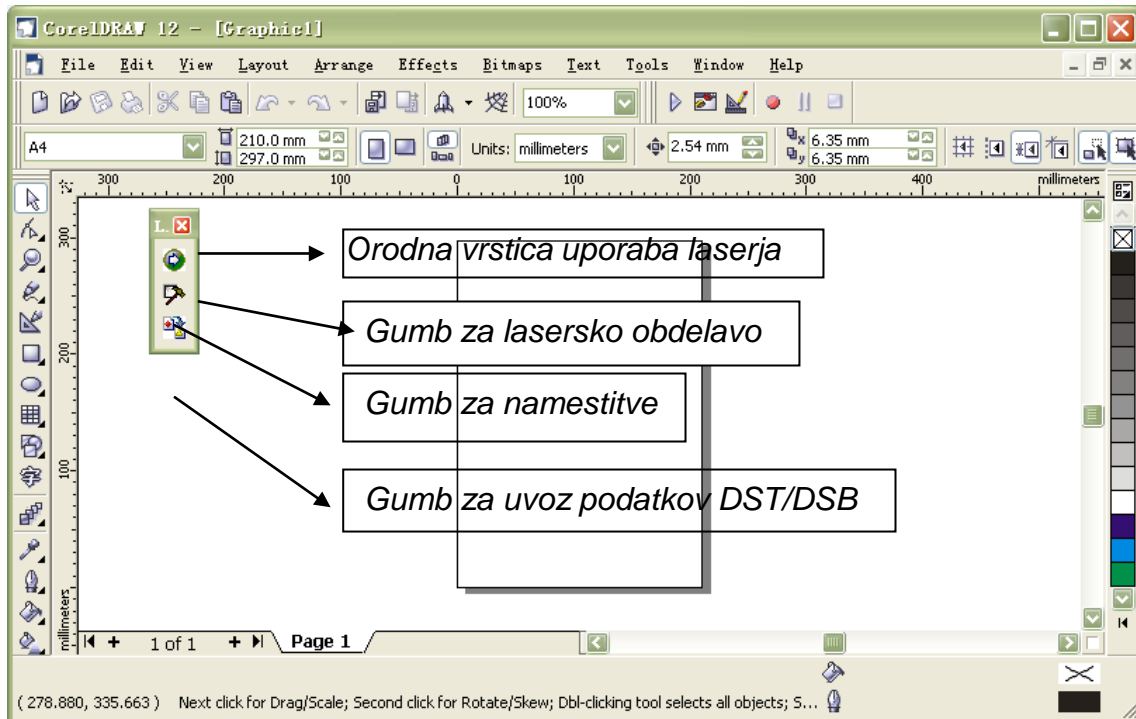 CorelDRAW 12 - [Graphic1]
File Edit View Layout Arrange Effects Bitmaps Text Tools Window Help
100%
A4 210.0 mm 297.0 mm Units: millimeters 2.54 mm x 6.35 mm y 6.35 mm
300 200 100 0 100 200 300 400 millimeters
L.
300
200
100
millimeters
字
Orodna vrstica uporaba laserja
Gumb za lasersko obdelavo
Gumb za namestitve
Gumb za uvoz podatkov DST/DSB
1 of 1 Page 1
( 278.880, 335.663 ) Next click for Drag/Scale; Second click for Rotate/Skew; Dbl-clicking tool selects all objects; S...